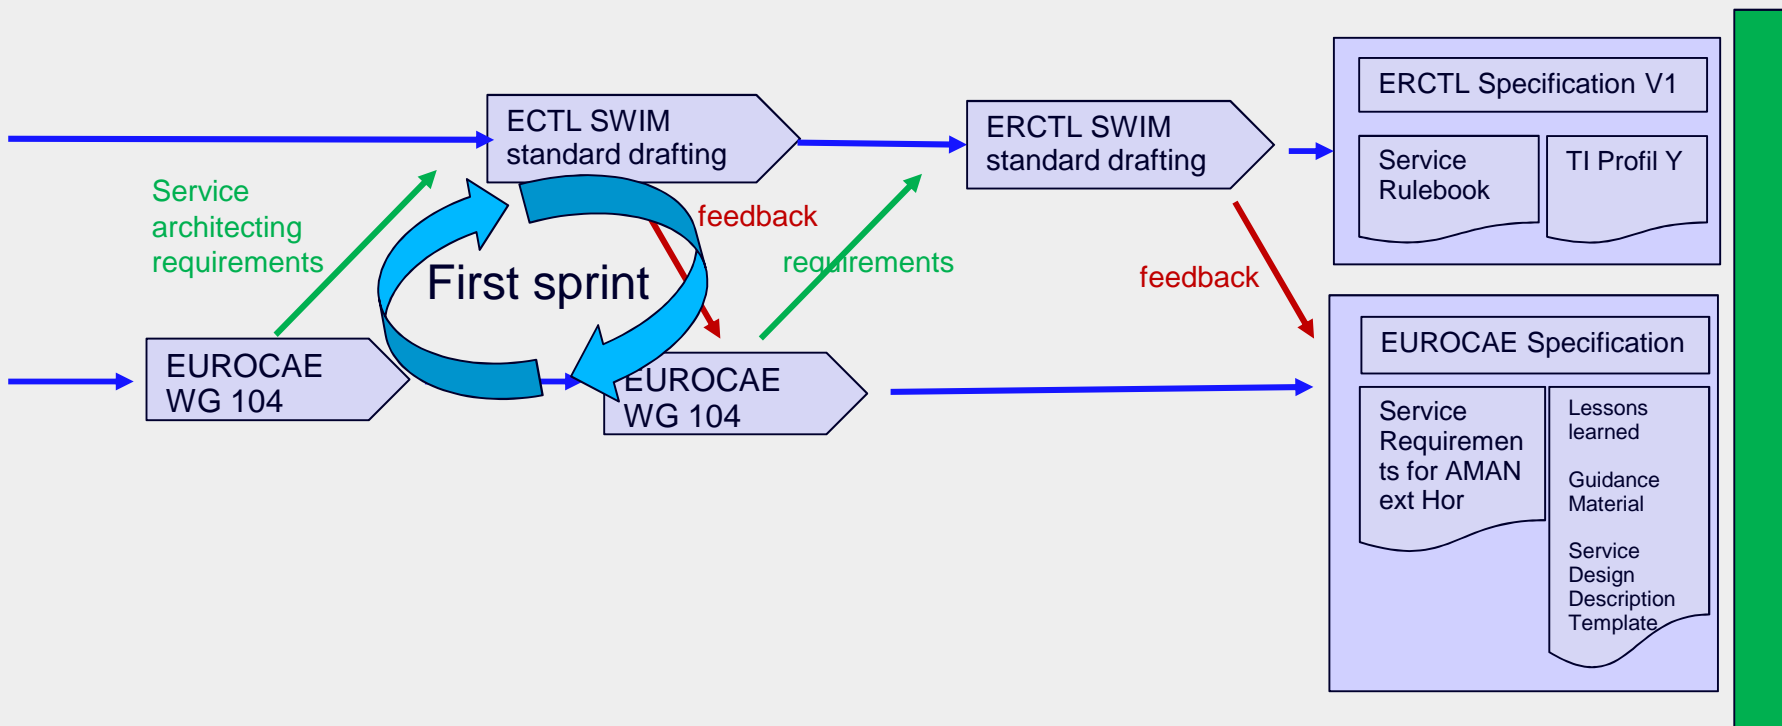 ECTL SWIM
standard drafting
ERCTL SWIM
standard drafting
ERCTL Specification V1
Service
Rulebook
TI Profil Y
Service
architecting
requirements
feedback
requirements
feedback
First sprint
EUROCAE
WG 104
EUROCAE
WG 104
EUROCAE Specification
Service
Requiremen
ts for AMAN
ext Hor
Lessons
learned
Guidance
Material
Service
Design
Description
Template